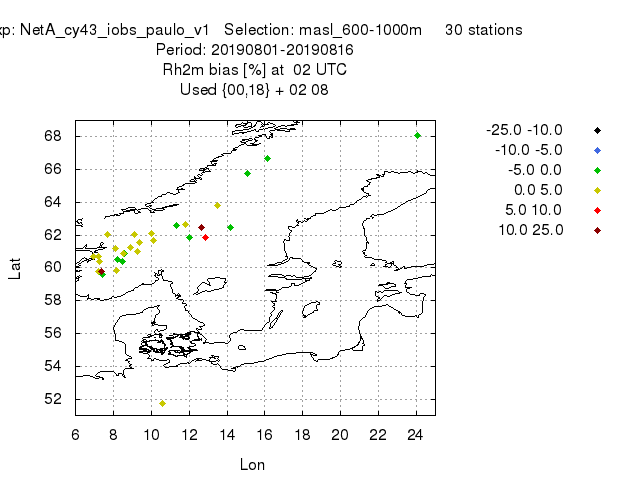 xp: NetA_cy43_iobs_paulo_v1 Selection: masl_600-1000m 30 stations
Period: 20190801-20190816
Rh2m bias [%] at 02 UTC
Used {00,18} + 02 08
-25.0 -10.0
-10.0 -5.0
-5.0 0.0
0.0 5.0
5.0 10.0
10.0 25.0
68
66
64
62
60
58
56
54
52
Lat
6 8 10 12 14 16 18 20 22 24
Lon